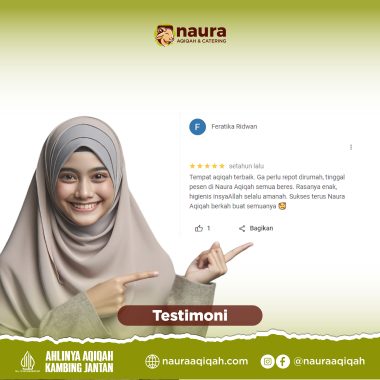 naura
AQIQAH & CATERING
F
Feratika Ridwan
setahun lalu
Tempat aqiqah terbaik. Ga perlu repot dirumah, tinggal
pesen di Naura Aqiqah semua beres. Rasanya enak,
higienis insyaAllah selalu amanah. Sukses terus Naura
Aqiqah berkah buat semuanya 🥰
1
Bagikan
Testimoni
AHLINYA AQIQAH
KAMBING JANTAN
nauraaqiqah.com
@nauraaqiqah